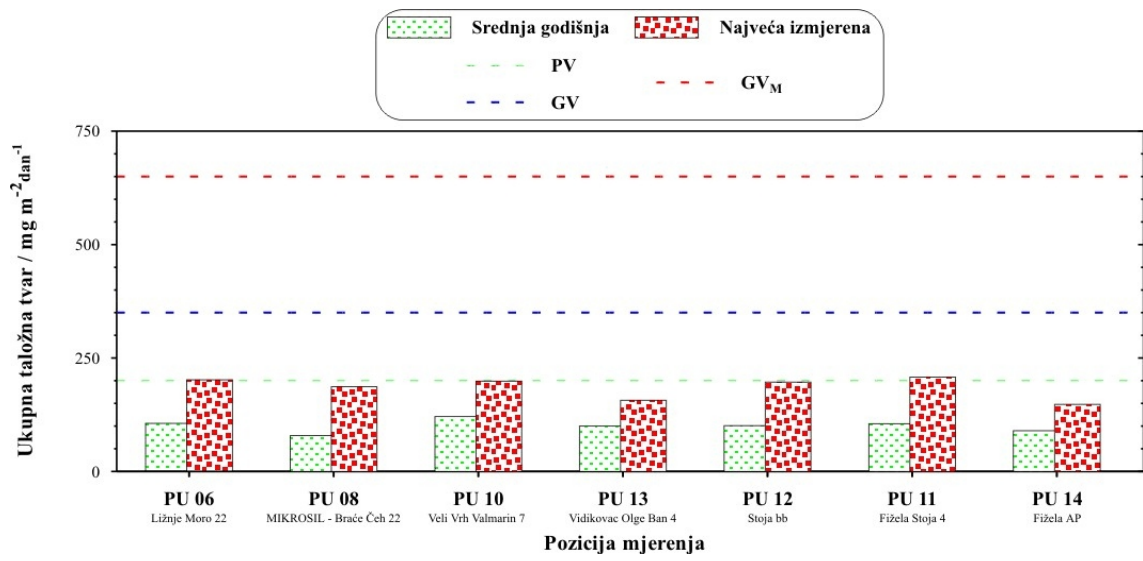 Srednja godišnja Najveća izmjerena
PV
GV_M
GV
Ukupna taložna tvar / mg m⁻²dan⁻¹
750
500
250
0
PU 06 PU 08 PU 10 PU 13 PU 12 PU 11 PU 14
Ližnje Moro 22 MIKROSIL - Braće Čeh 22 Veli Vrh Valmarin 7 Vidikovac Olge Ban 4 Stoja bb Fižela Stoja 4 Fižela AP
Pozicija mjerenja